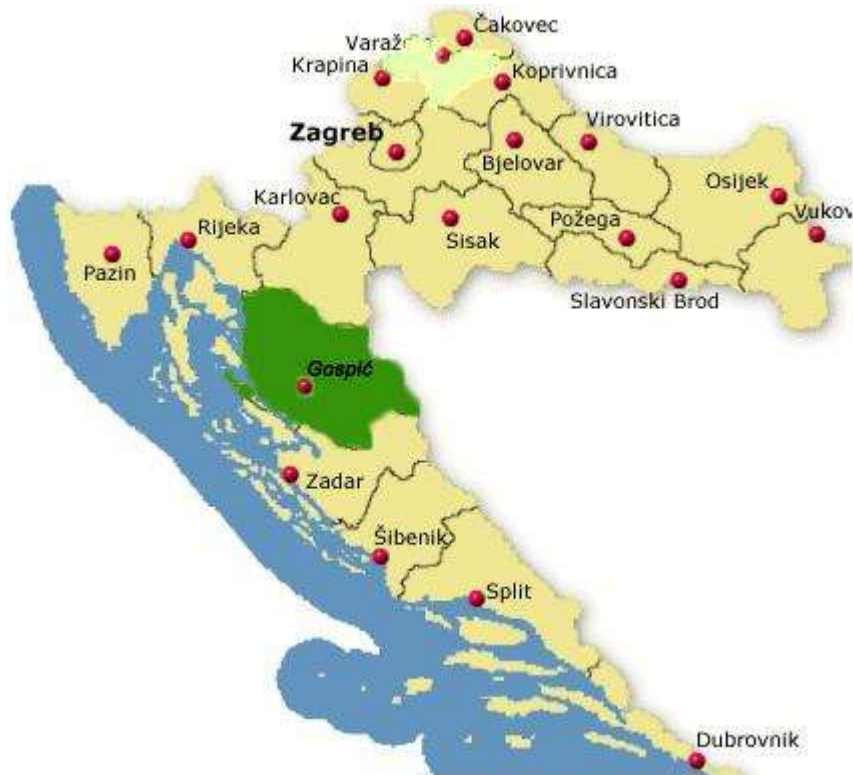 Čakovec
Krapina
Koprivnica
Virovitica
Zagreb
Bjelovar
Osijek
Karlovac
Požega
Rijeka
Sisak
Pazin
Slavonski Brod
Gospić
Zadar
Šibenik
Split
Dubrovnik